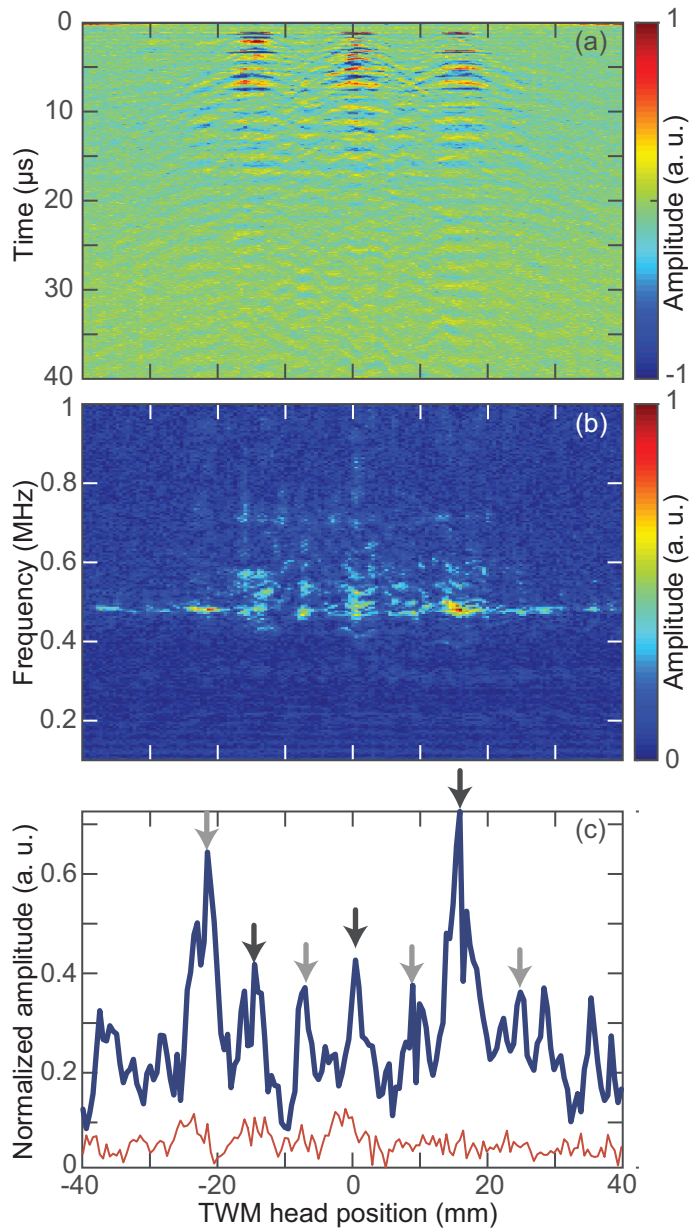 0
10
20
30
40
Time (µs)
(a)
1
-1
Amplitude (a. u.)
1
0.8
0.6
0.4
0.2
Frequency (MHz)
(b)
1
0
Amplitude (a. u.)
0.6
0.4
0.2
0
Normalized amplitude (a. u.)
(c)
-40 -20 0 20 40
TWM head position (mm)